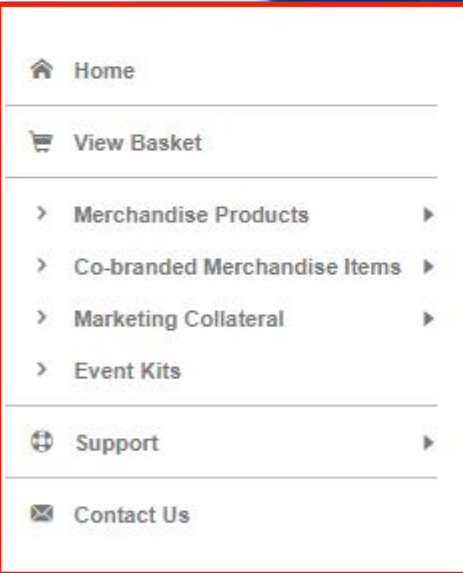 Home
View Basket
Merchandise Products
Co-branded Merchandise Items
Marketing Collateral
Event Kits
Support
Contact Us